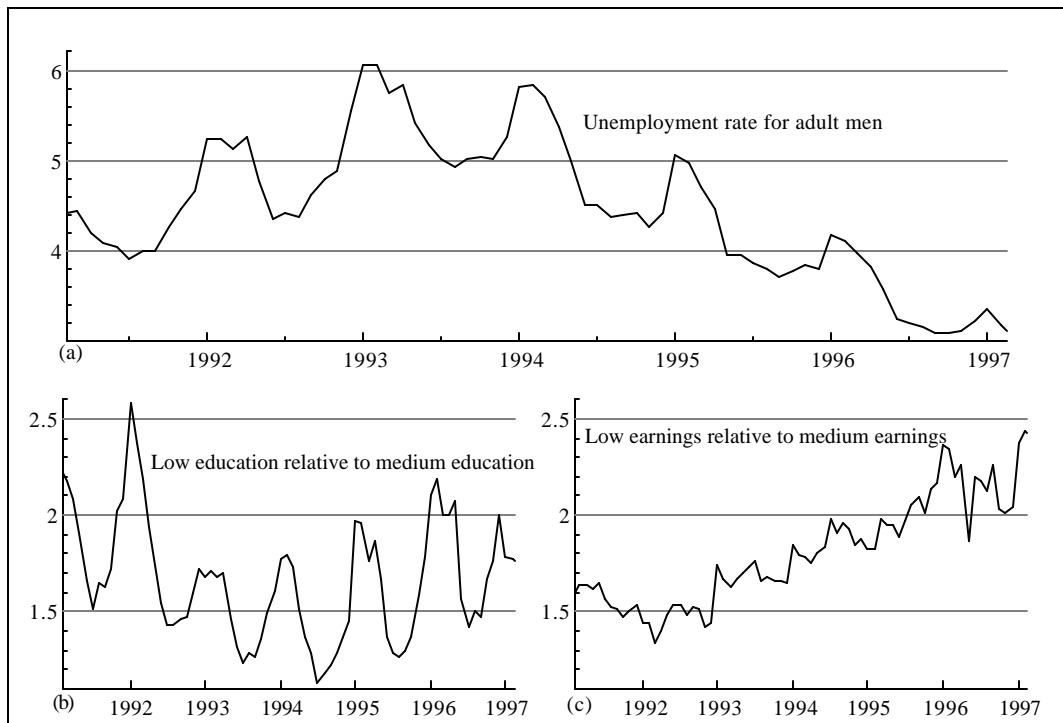 6
Unemployment rate for adult men
5
4
(a)
1992 1993 1994 1995 1996 1997
2.5
Low education relative to medium education
2
1.5
(b)
1992 1993 1994 1995 1996 1997
2.5
Low earnings relative to medium earnings
2
1.5
(c)
1992 1993 1994 1995 1996 1997